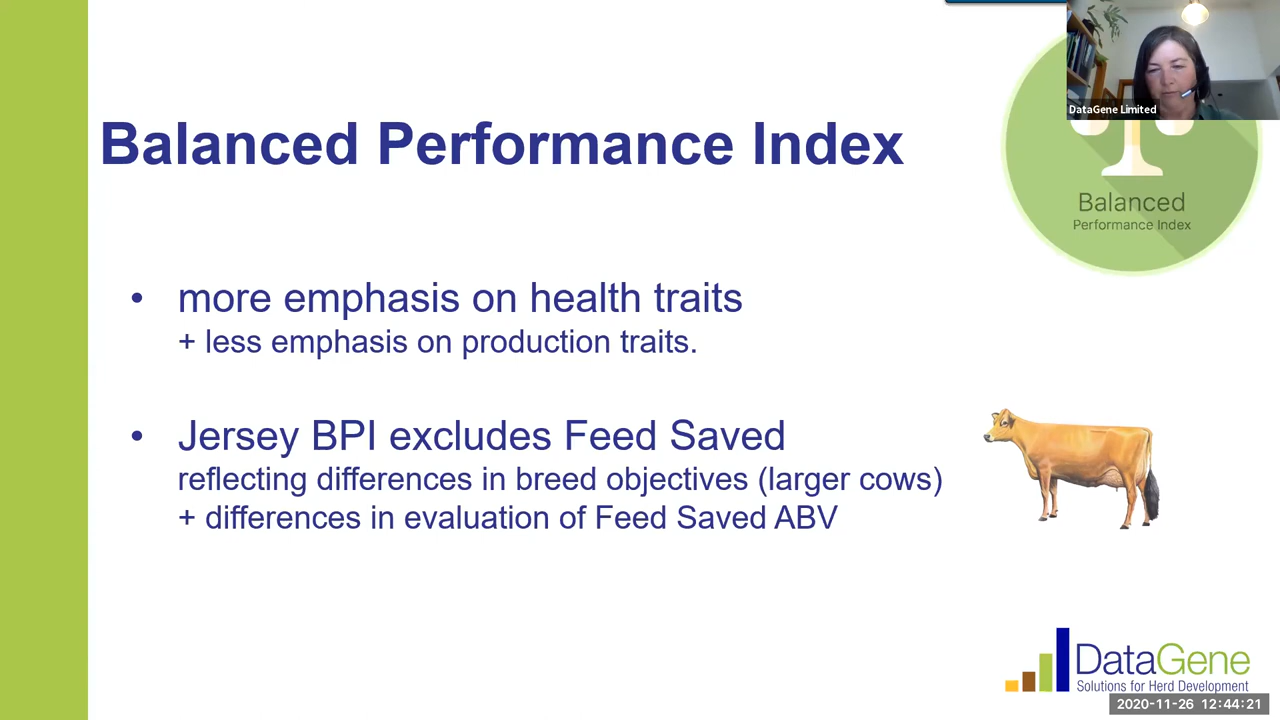 DataGene Limited
Balanced Performance Index
Balanced
Performance Index
• more emphasis on health traits
+ less emphasis on production traits.
• Jersey BPI excludes Feed Saved
reflecting differences in breed objectives (larger cows)
+ differences in evaluation of Feed Saved ABV
DataGene
Solutions for Herd Development
2020-11-26 12:44:21